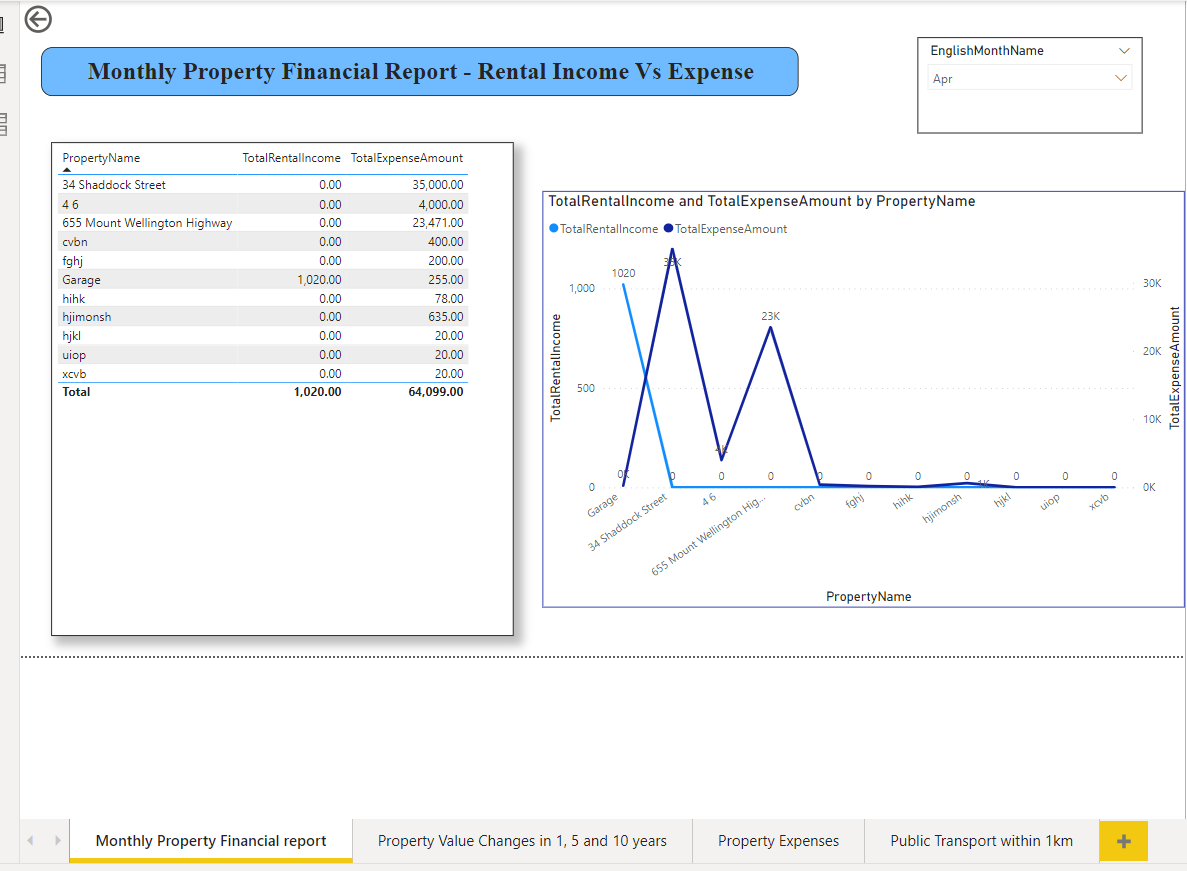 Monthly Property Financial Report - Rental Income Vs Expense
EnglishMonthName
Apr
PropertyName TotalRentalIncome TotalExpenseAmount
34 Shaddock Street 0.00 35,000.00
4 6 0.00 4,000.00
655 Mount Wellington Highway 0.00 23,471.00
cvbn 0.00 400.00
fghj 0.00 200.00
Garage 1,020.00 255.00
hihk 0.00 78.00
hjimonsh 0.00 635.00
hjkl 0.00 20.00
uiop 0.00 20.00
xcvb 0.00 20.00
Total 1,020.00 64,099.00
TotalRentalIncome and TotalExpenseAmount by PropertyName
TotalRentalIncome TotalExpenseAmount
TotalRentalIncome
1,000
500
0
1020
23K
4K
0K 0 0 0 0 0 0 0 1K 0 0 0
30K
20K
10K
0K
TotalExpenseAmount
Garage
34 Shaddock Street
4 6
655 Mount Wellington Hig...
cvbn
fghj
hihk
hjimonsh
hjkl
uiop
xcvb
PropertyName
Monthly Property Financial report
Property Value Changes in 1, 5 and 10 years
Property Expenses
Public Transport within 1km